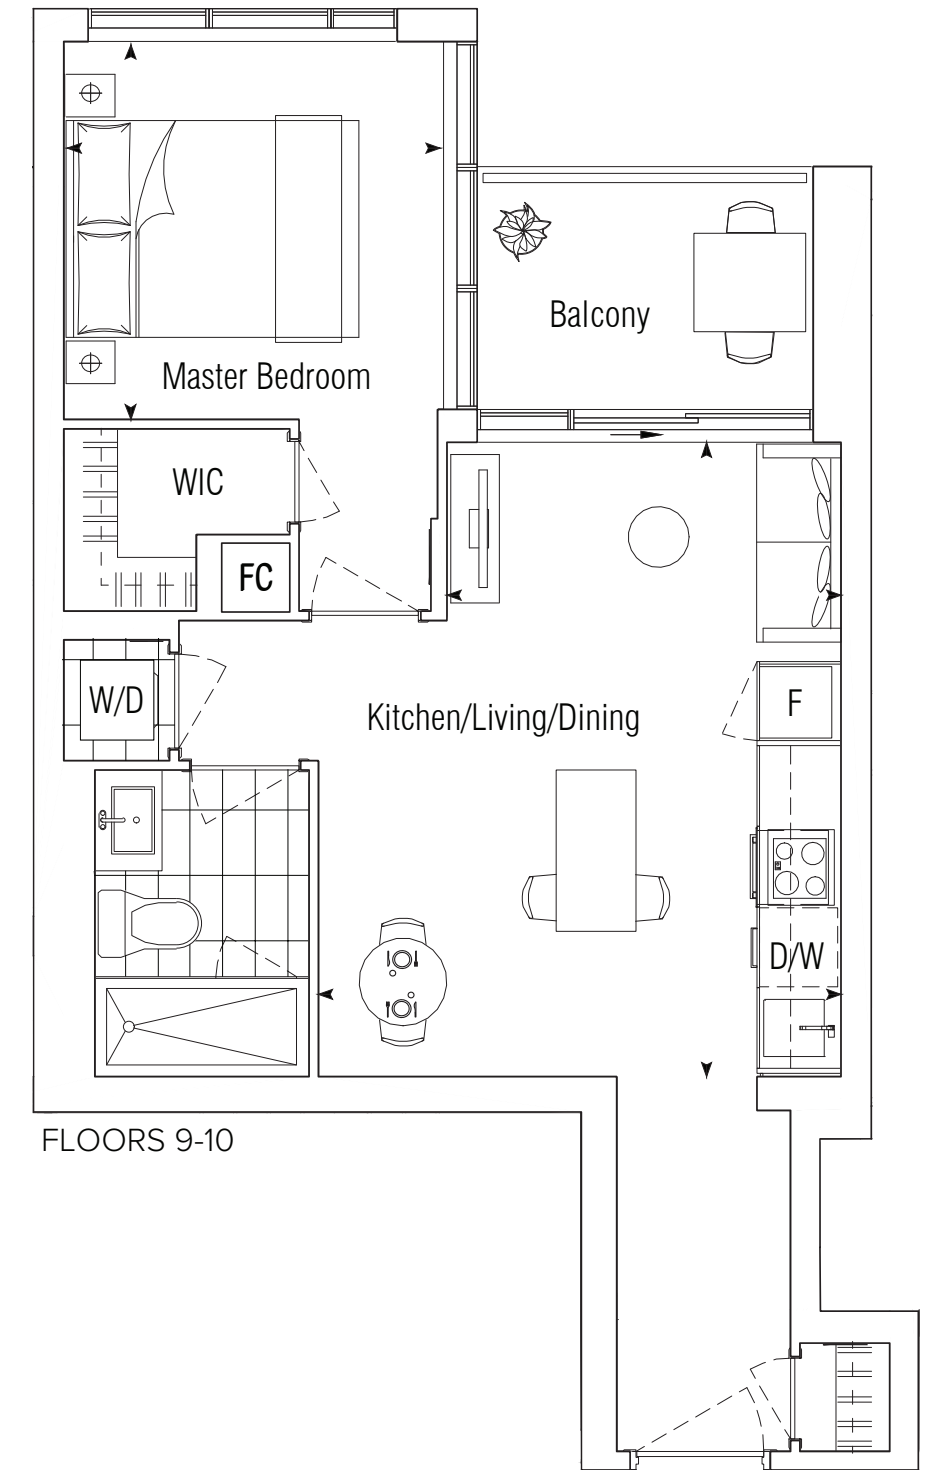 Balcony
Master Bedroom
WIC
FC
W/D
Kitchen/Living/Dining
F
D/W
FLOORS 9-10